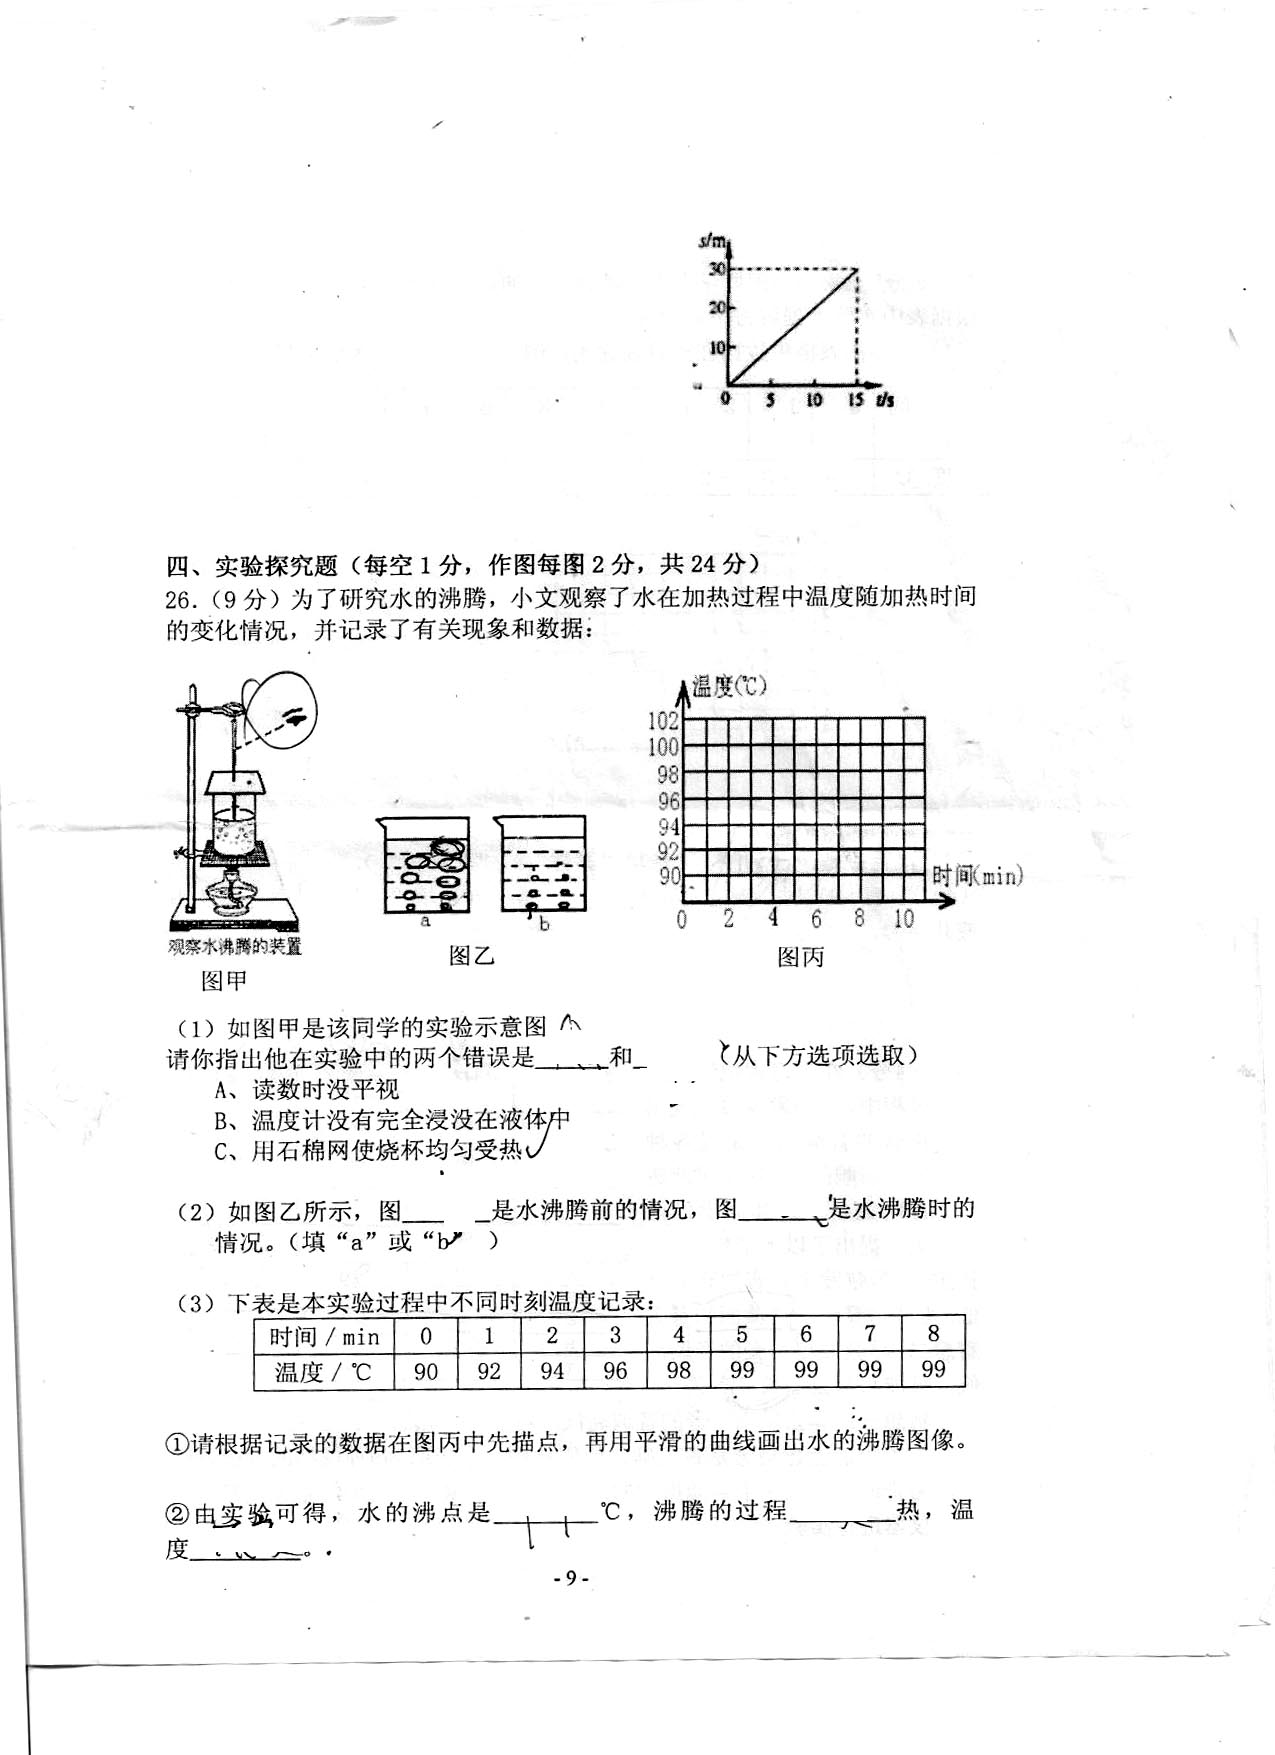 s/m
30
20
10
0 5 10 15 t/s
四、实验探究题（每空1分，作图每图2分，共24分）
26.（9分）为了研究水的沸腾，小文观察了水在加热过程中温度随加热时间
的变化情况，并记录了有关现象和数据：
温度(℃)
102
100
98
96
94
92
90
时间(min)
0 2 4 6 8 10
a b
观察水沸腾的装置
图甲
图乙
图丙
（1）如图甲是该同学的实验示意图
请你指出他在实验中的两个错误是______和_ （从下方选项选取）
A、读数时没平视
B、温度计没有完全浸没在液体中
C、用石棉网使烧杯均匀受热
（2）如图乙所示，图___ _是水沸腾前的情况，图_______是水沸腾时的
情况。（填“a”或“b” ）
（3）下表是本实验过程中不同时刻温度记录：
时间／min 0 1 2 3 4 5 6 7 8
温度／℃ 90 92 94 96 98 99 99 99 99
①请根据记录的数据在图丙中先描点，再用平滑的曲线画出水的沸腾图像。
②由实验可得，水的沸点是________℃，沸腾的过程________热，温
度_________。
- 9 -